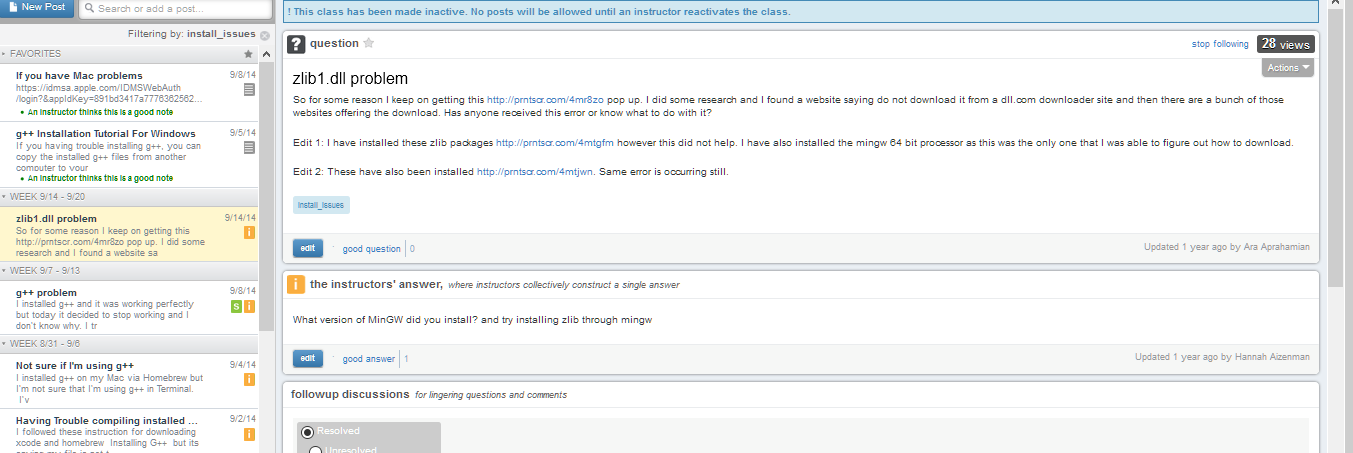 New Post
Search or add a post...
Filtering by: install_issues
FAVORITES
If you have Mac problems 9/8/14
https://idmsa.apple.com/IDMSWebAuth
/login?&appIdKey=891bd3417a7776362562...
• An instructor thinks this is a good note
g++ Installation Tutorial For Windows 9/5/14
If you having trouble installing g++, you can
copy the installed g++ files from another
computer to your
• An instructor thinks this is a good note
WEEK 9/14 - 9/20
zlib1.dll problem 9/14/14
So for some reason I keep on getting this
http://prntscr.com/4mr8zo pop up. I did some
research and I found a website sa
i
WEEK 9/7 - 9/13
g++ problem 9/8/14
I installed g++ and it was working perfectly
but today it decided to stop working and I
don't know why. I tr
s i
WEEK 8/31 - 9/6
Not sure if I'm using g++ 9/4/14
I installed g++ on my Mac via Homebrew but
I'm not sure that I'm using g++ in Terminal.
I'v
i
Having Trouble compiling installed ... 9/2/14
I followed these instruction for downloading
xcode and homebrew Installing G++ but its
i
! This class has been made inactive. No posts will be allowed until an instructor reactivates the class.
? question
stop following
28 views
Actions
zlib1.dll problem
So for some reason I keep on getting this http://prntscr.com/4mr8zo pop up. I did some research and I found a website saying do not download it from a dll.com downloader site and then there are a bunch of those
websites offering the download. Has anyone received this error or know what to do with it?
Edit 1: I have installed these zlib packages http://prntscr.com/4mtgfm however this did not help. I have also installed the mingw 64 bit processor as this was the only one that I was able to figure out how to download.
Edit 2: These have also been installed http://prntscr.com/4mtjwn. Same error is occurring still.
install_issues
edit · good question 0
Updated 1 year ago by Ara Aprahamian
i the instructors' answer, where instructors collectively construct a single answer
What version of MinGW did you install? and try installing zlib through mingw
edit · good answer 1
Updated 1 year ago by Hannah Aizenman
followup discussions for lingering questions and comments
Resolved
Unresolved